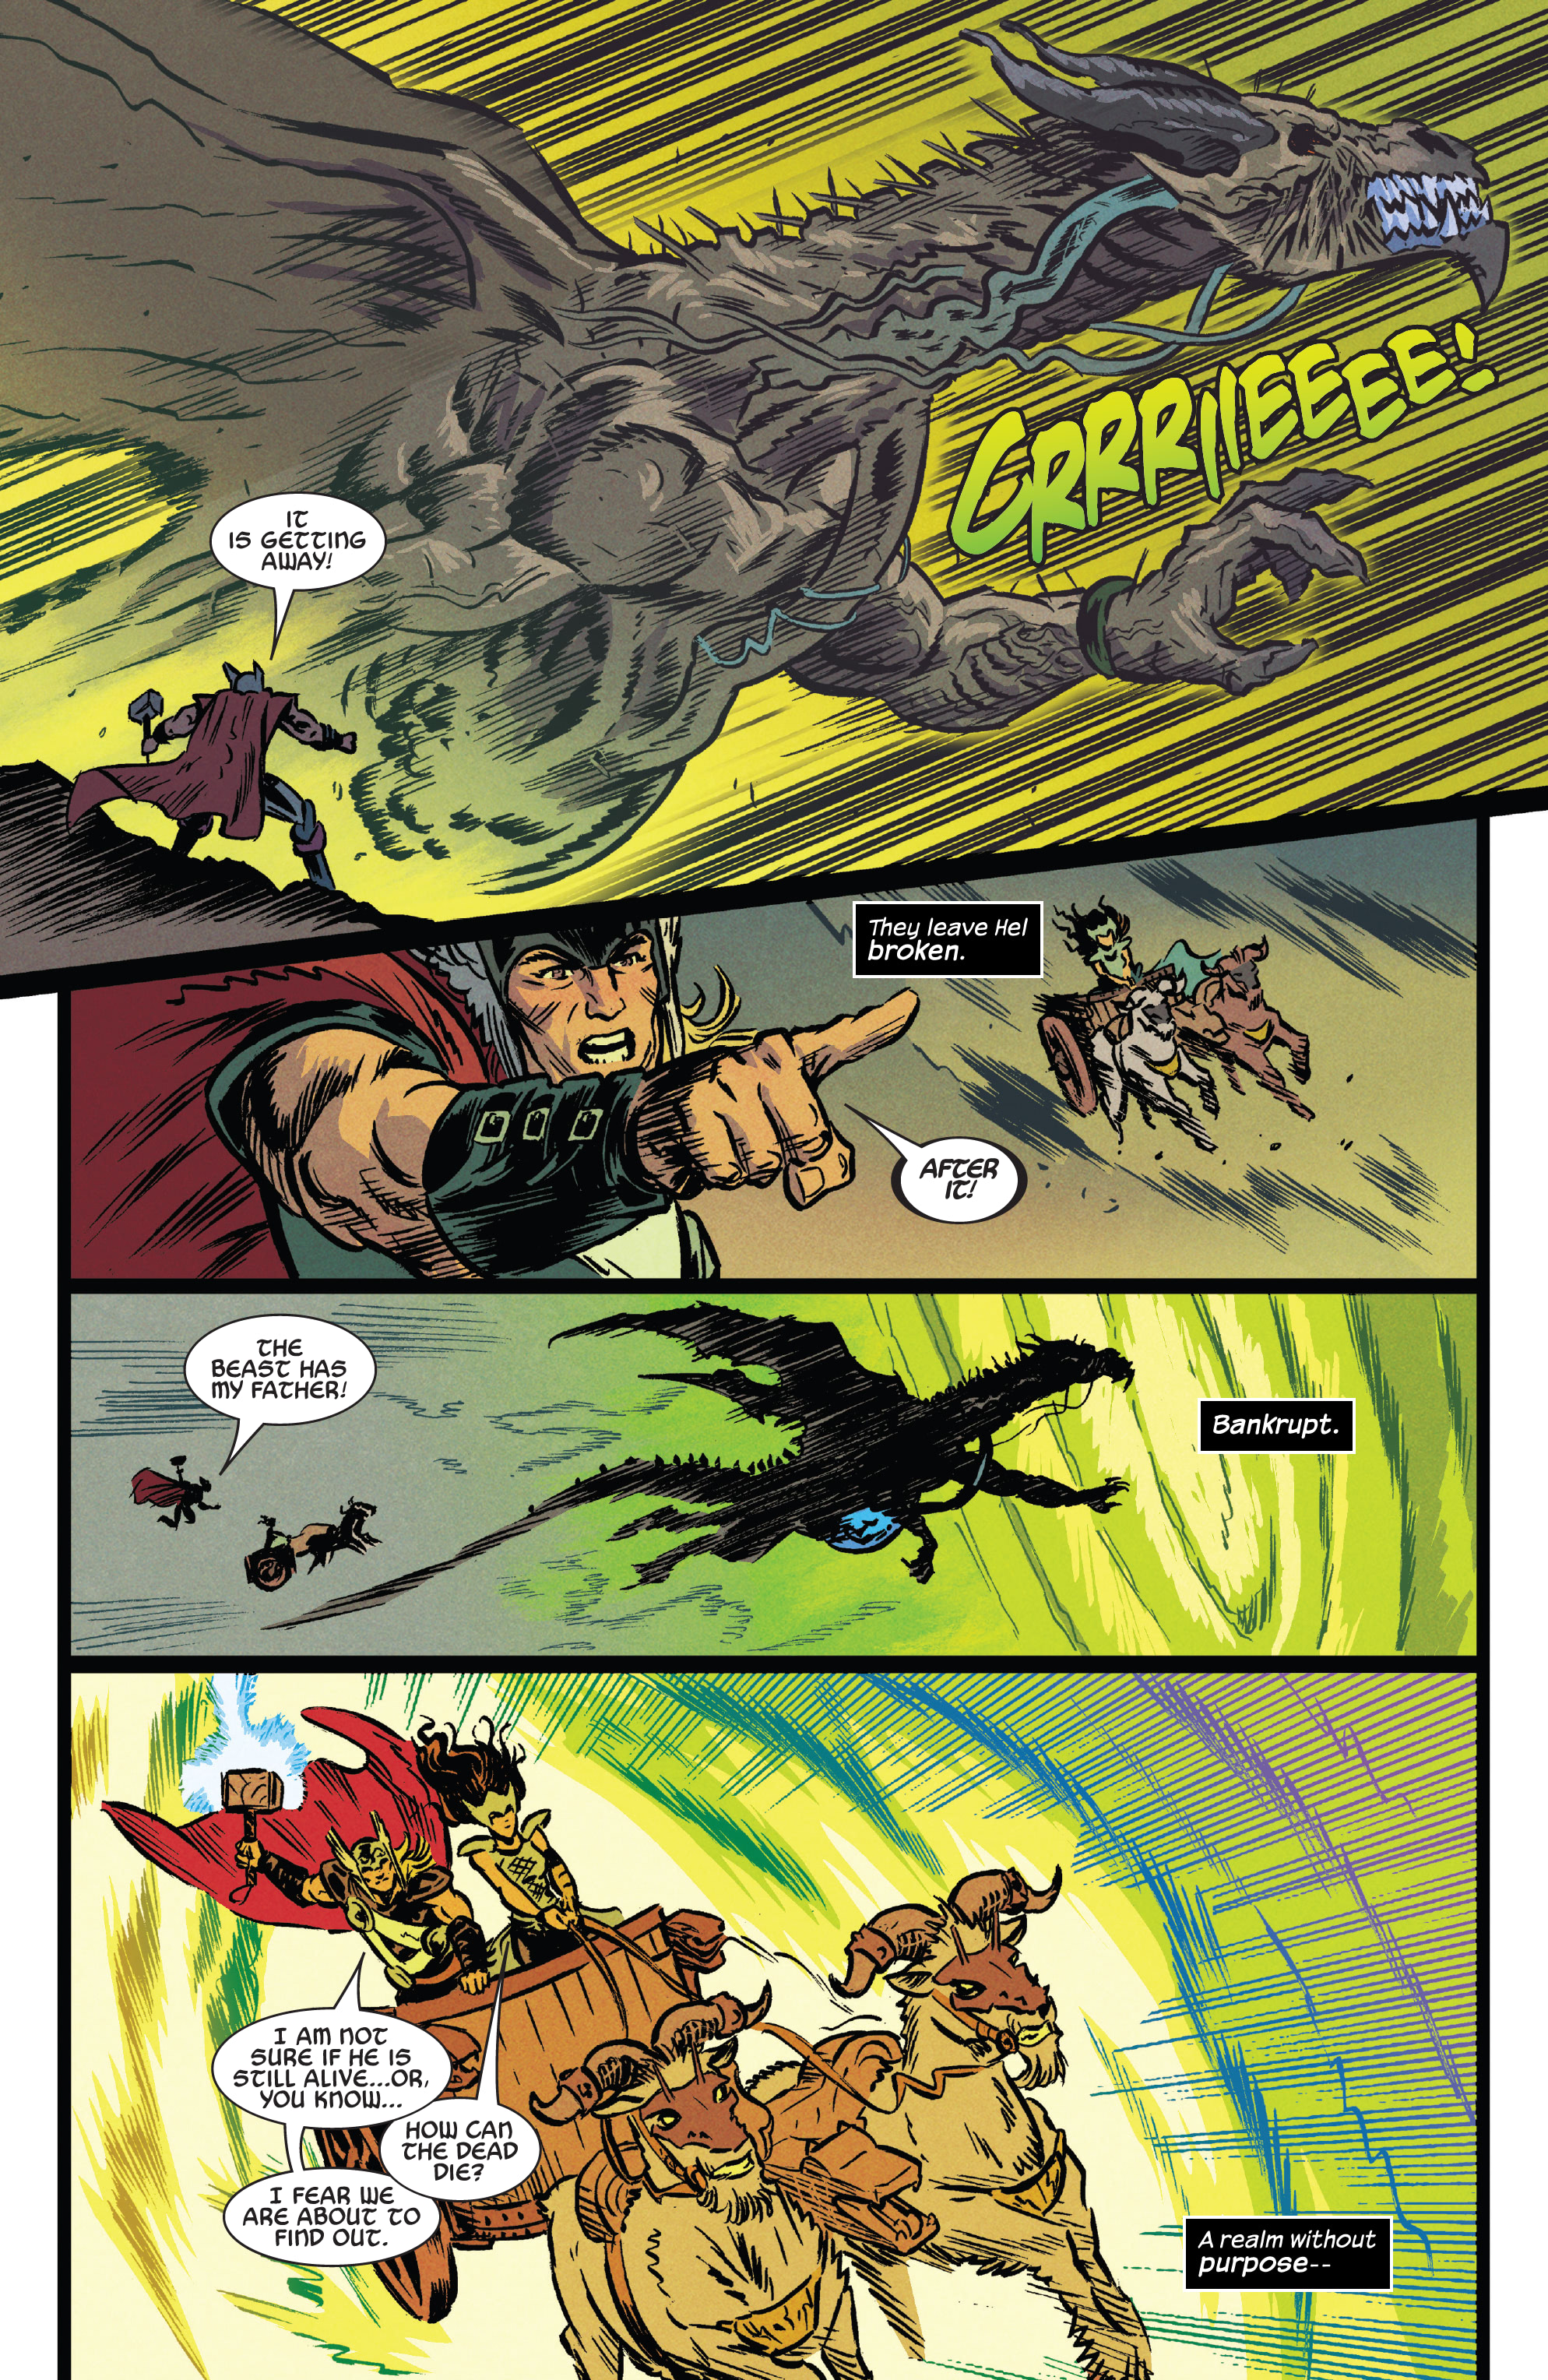 CRRRIIEEEEE!
IT
IS GETTING
AWAY!
They leave Hel
broken.
AFTER
IT!
THE
BEAST HAS
MY FATHER!
Bankrupt.
I AM NOT
SURE IF HE IS
STILL ALIVE...OR,
YOU KNOW...
HOW CAN
THE DEAD
DIE?
I FEAR WE
ARE ABOUT TO
FIND OUT.
A realm without
purpose--